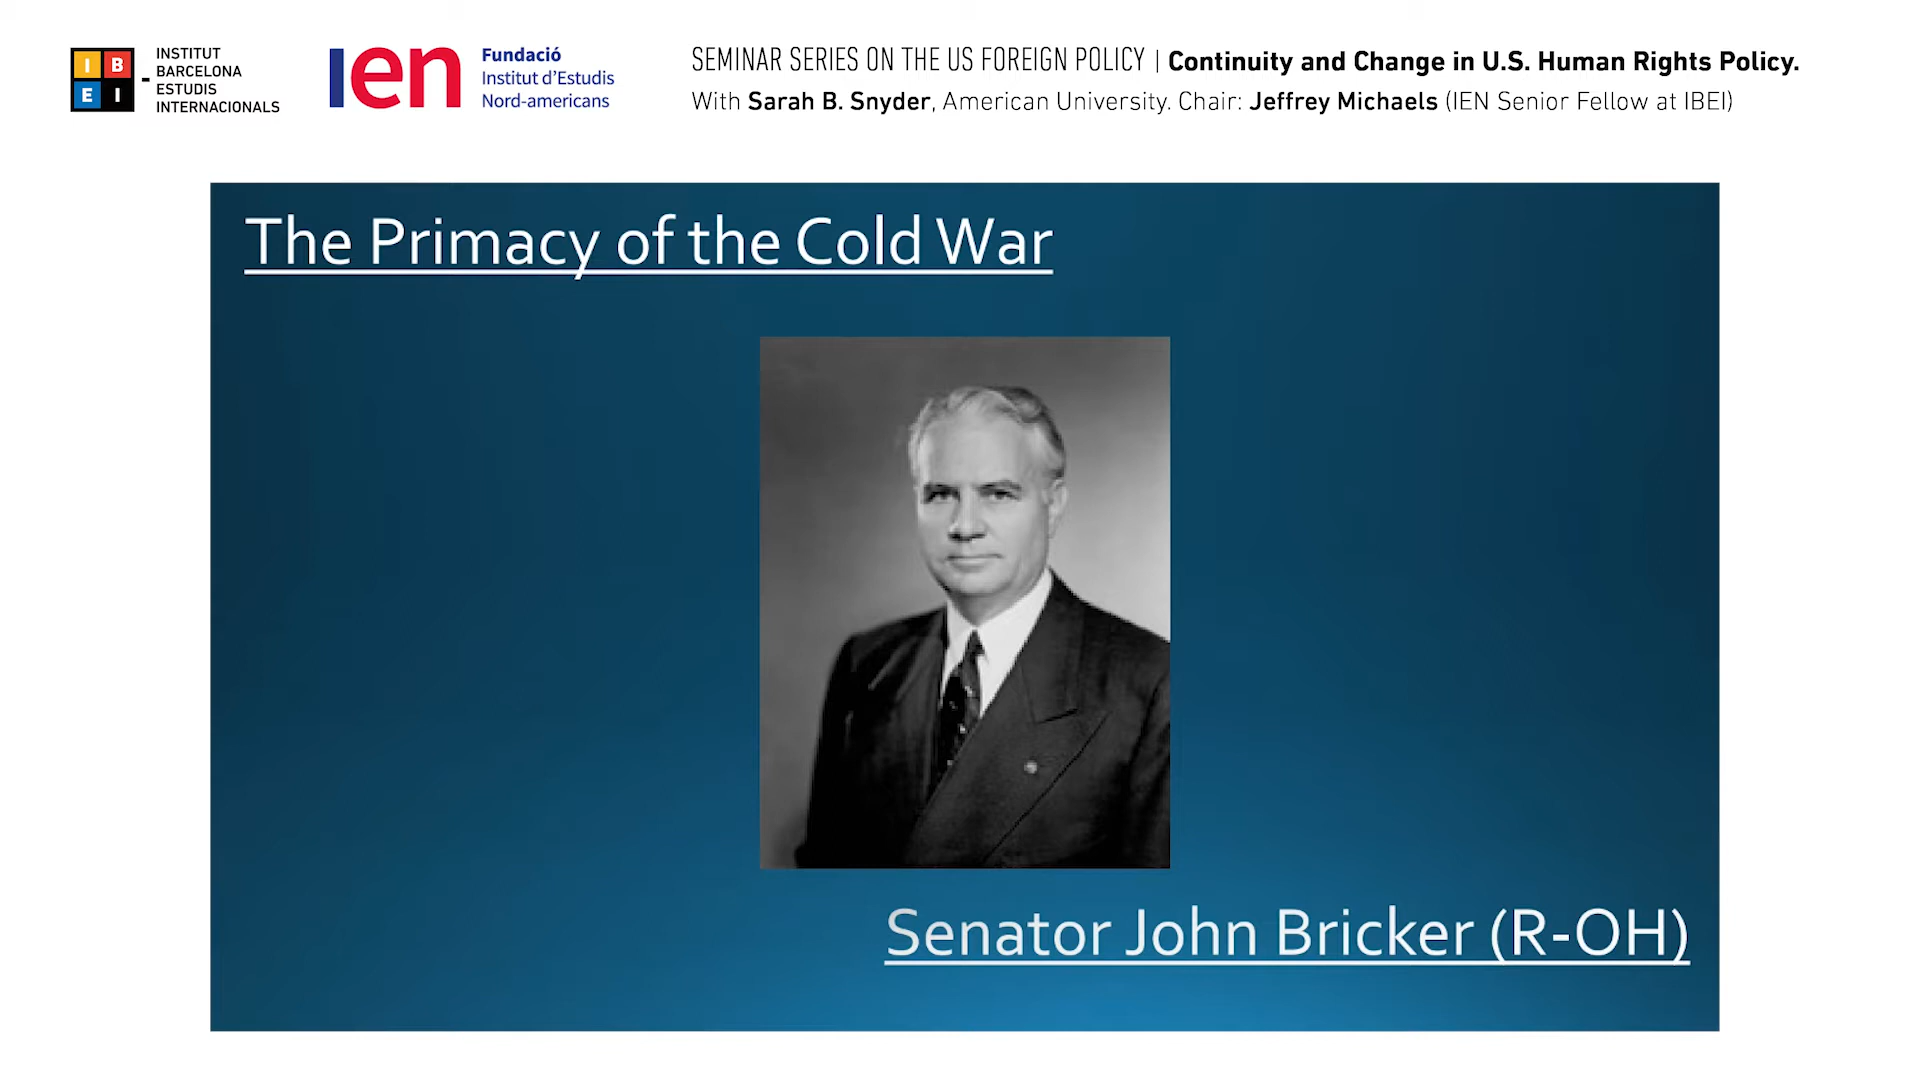 I B
E I
INSTITUT
BARCELONA
ESTUDIS
INTERNACIONALS
ien
Fundació
Institut d'Estudis
Nord-americans
SEMINAR SERIES ON THE US FOREIGN POLICY | Continuity and Change in U.S. Human Rights Policy.
With Sarah B. Snyder, American University. Chair: Jeffrey Michaels (IEN Senior Fellow at IBEI)
The Primacy of the Cold War
Senator John Bricker (R-OH)